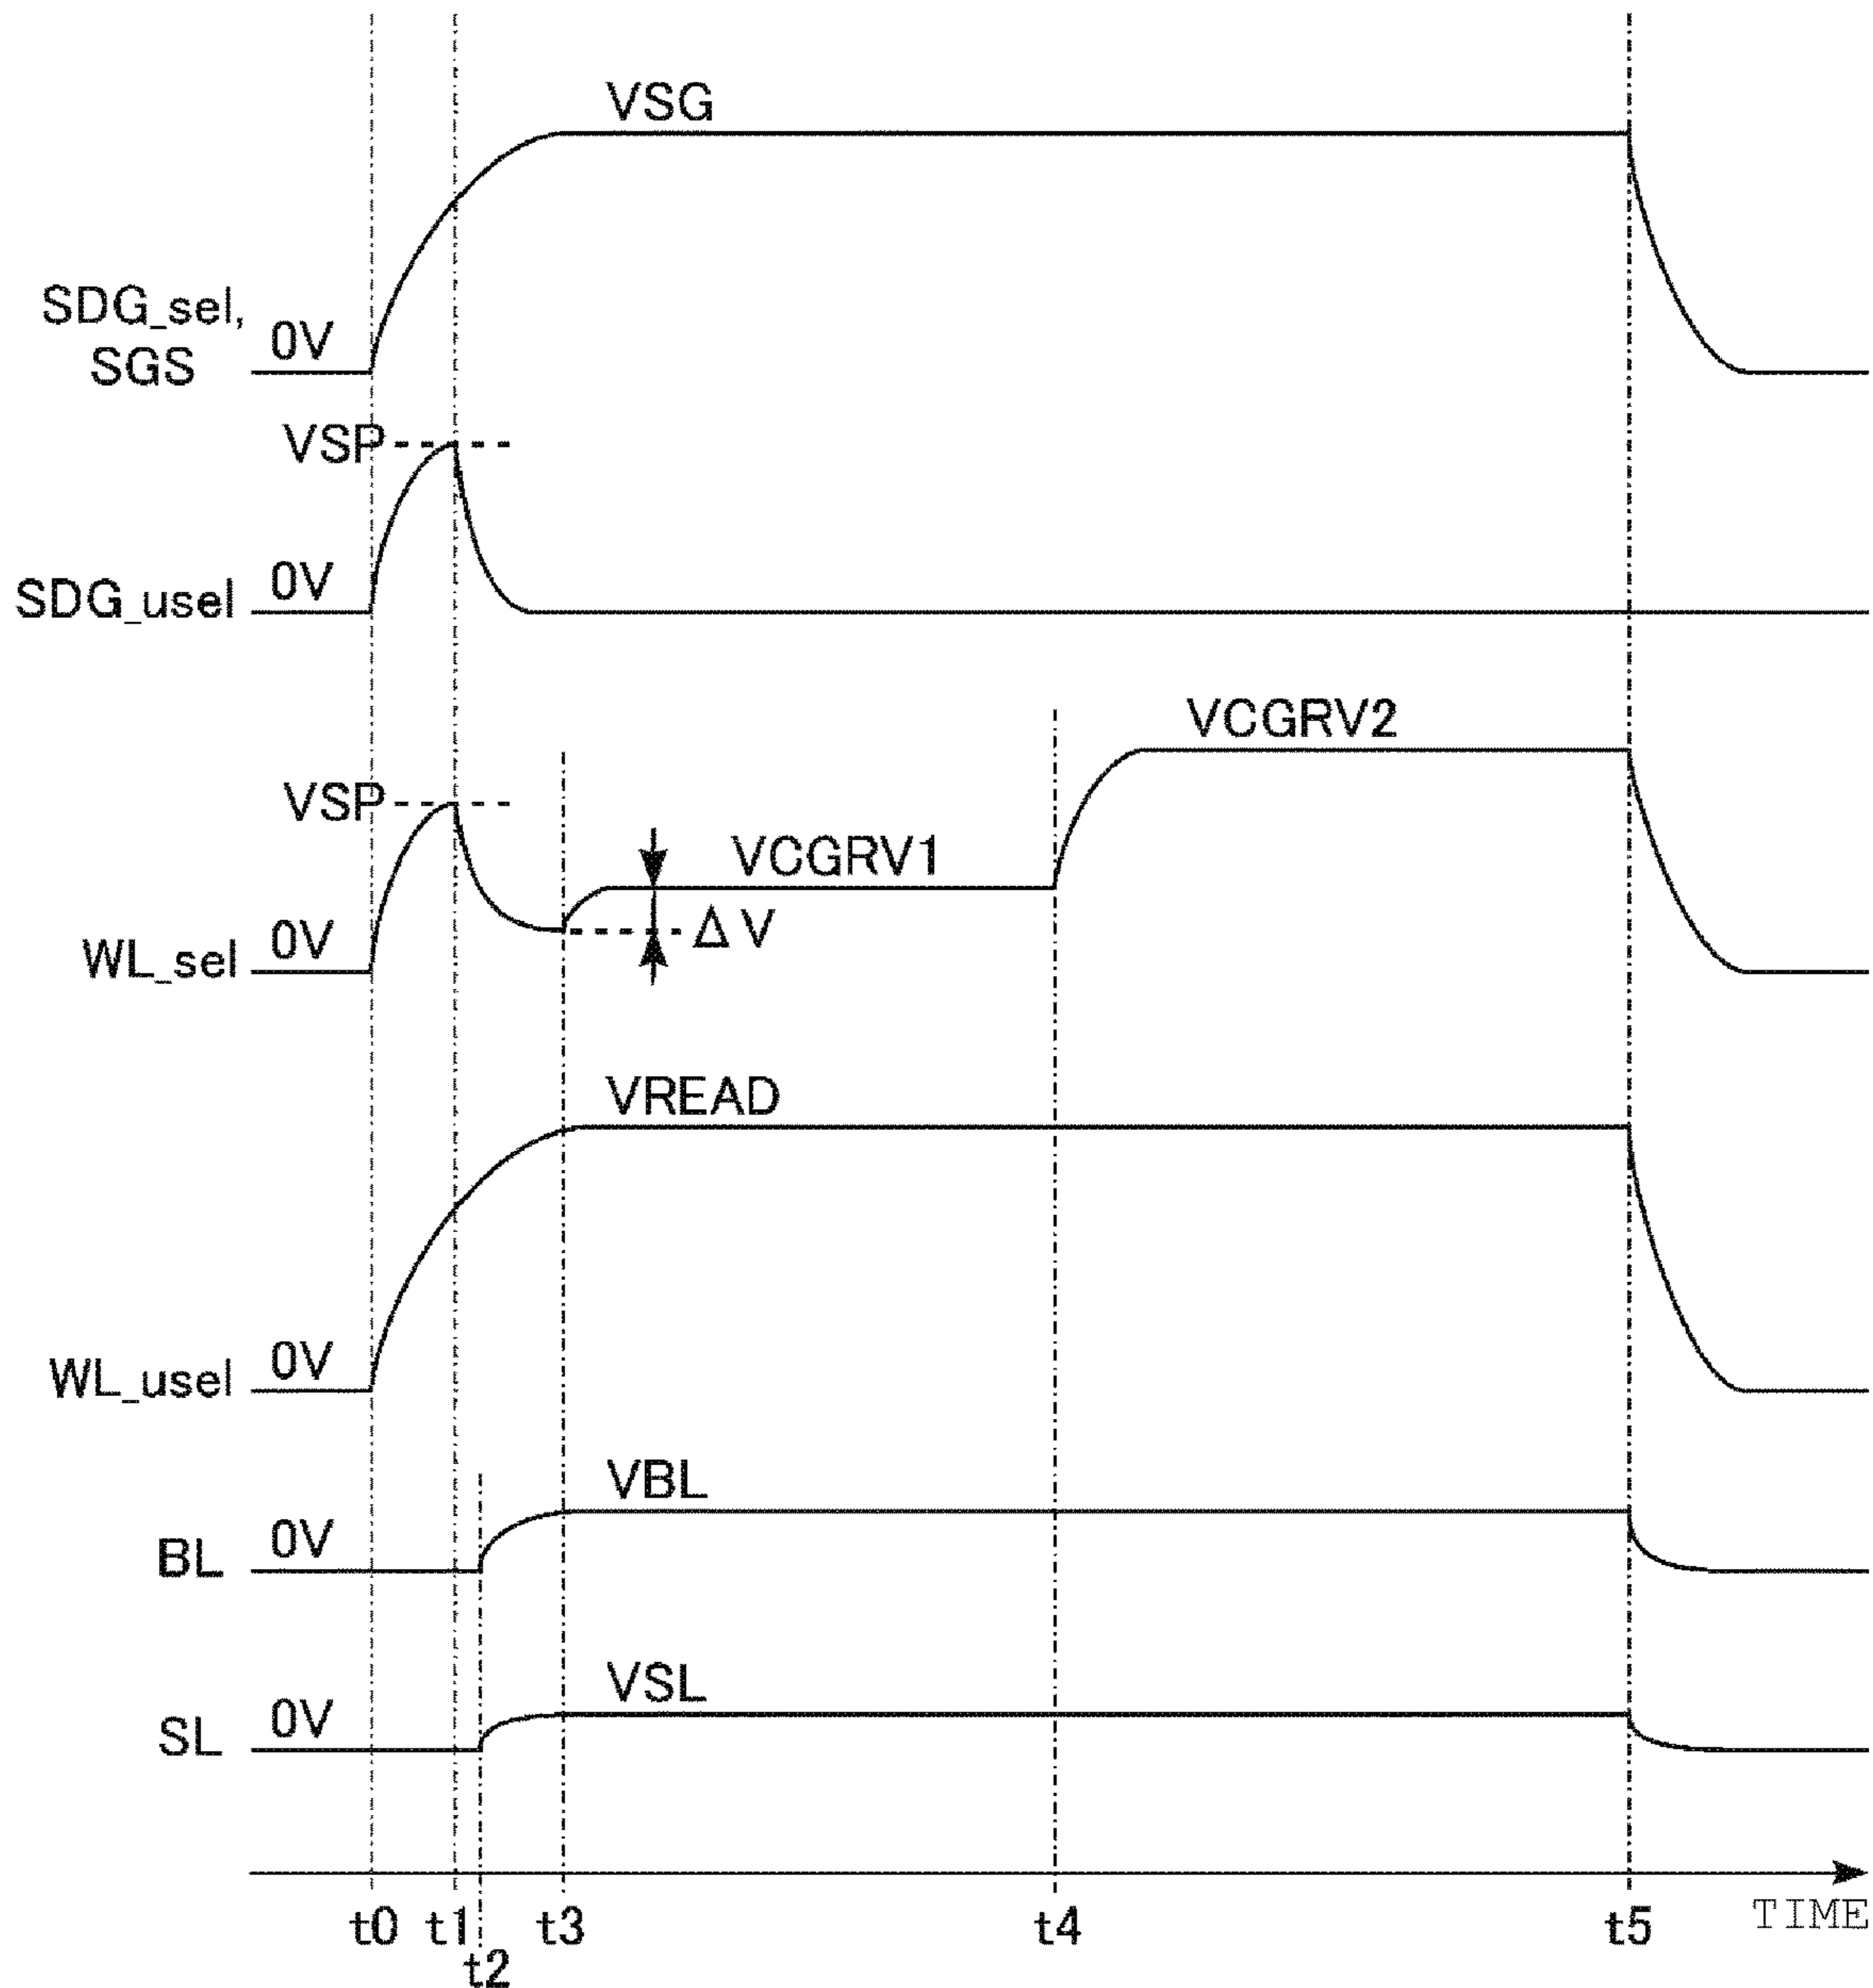 VSG
SDG_sel,
SGS
0V
VSP
0V
SDG_usel
VCGRV2
VSP
VCGRV1
ΔV
0V
WL_sel
VREAD
0V
WL_usel
VBL
0V
BL
VSL
0V
SL
t0 t1 t2 t3 t4 t5 TIME